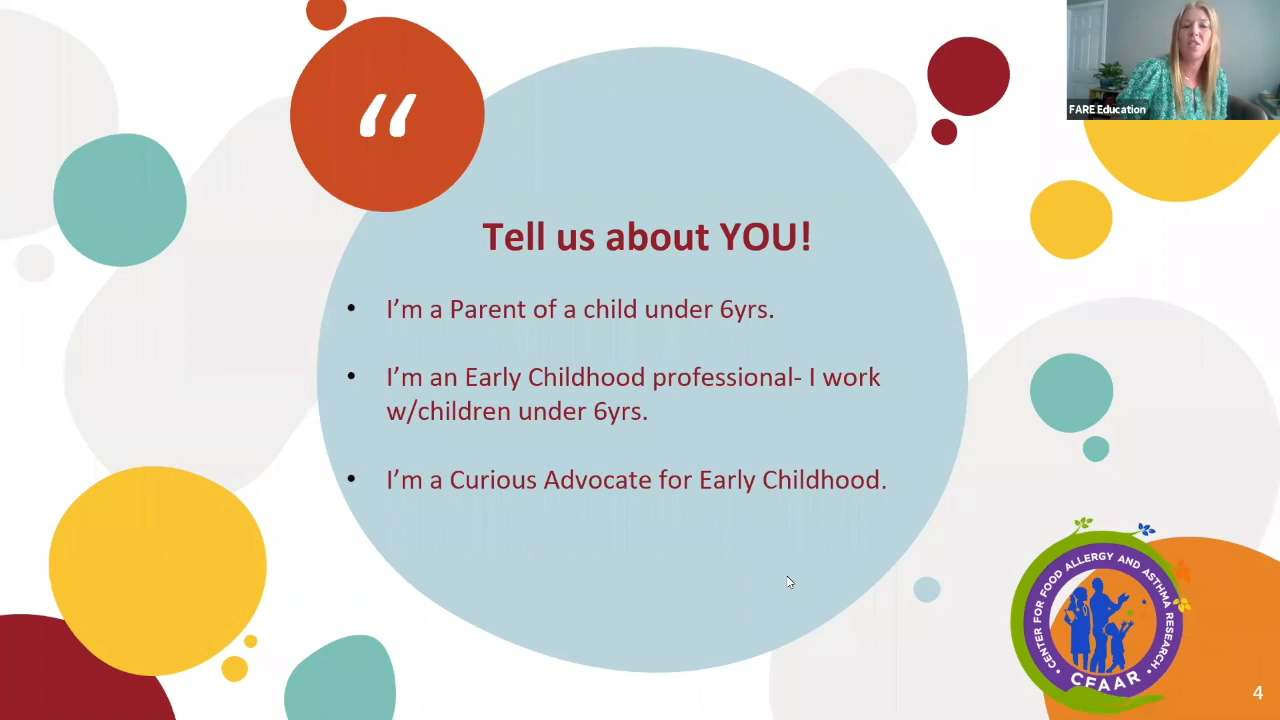 “
FARE Education
Tell us about YOU!
• I’m a Parent of a child under 6yrs.
• I’m an Early Childhood professional- I work
w/children under 6yrs.
• I’m a Curious Advocate for Early Childhood.
CENTER FOR FOOD ALLERGY AND ASTHMA RESEARCH
CFAAR
4